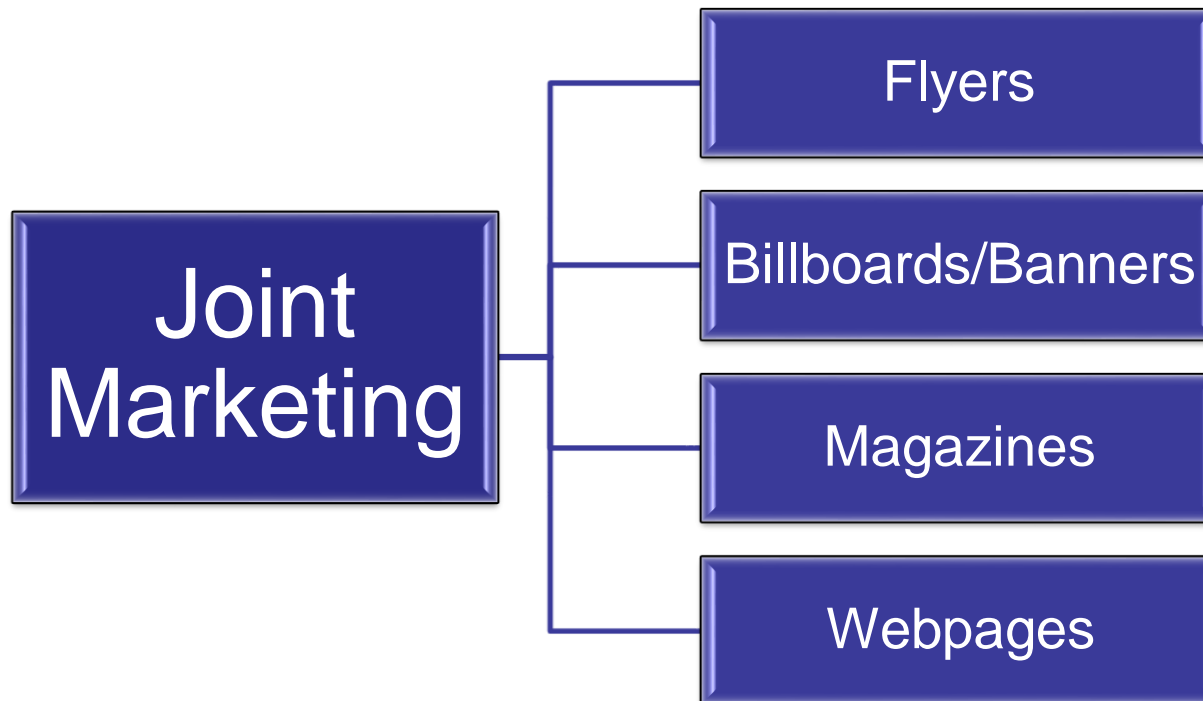 Joint
Marketing
Flyers
Billboards/Banners
Magazines
Webpages